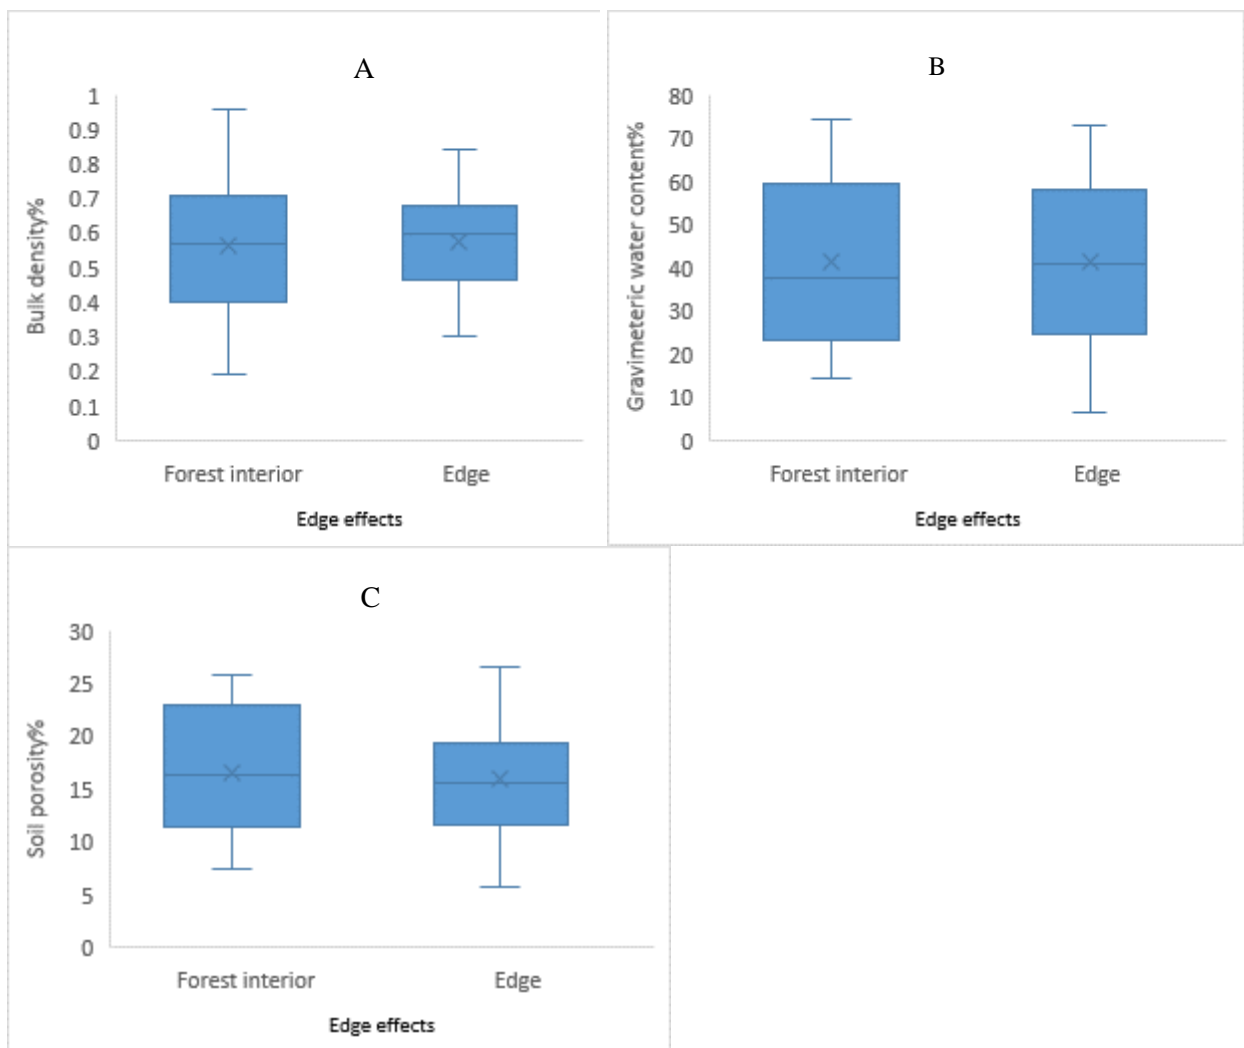 A
Bulk density%
1
0.9
0.8
0.7
0.6
0.5
0.4
0.3
0.2
0.1
0
Forest interior Edge
Edge effects
B
Gravimeteric water content%
80
70
60
50
40
30
20
10
0
Forest interior Edge
Edge effects
C
Soil porosity%
30
25
20
15
10
5
0
Forest interior Edge
Edge effects